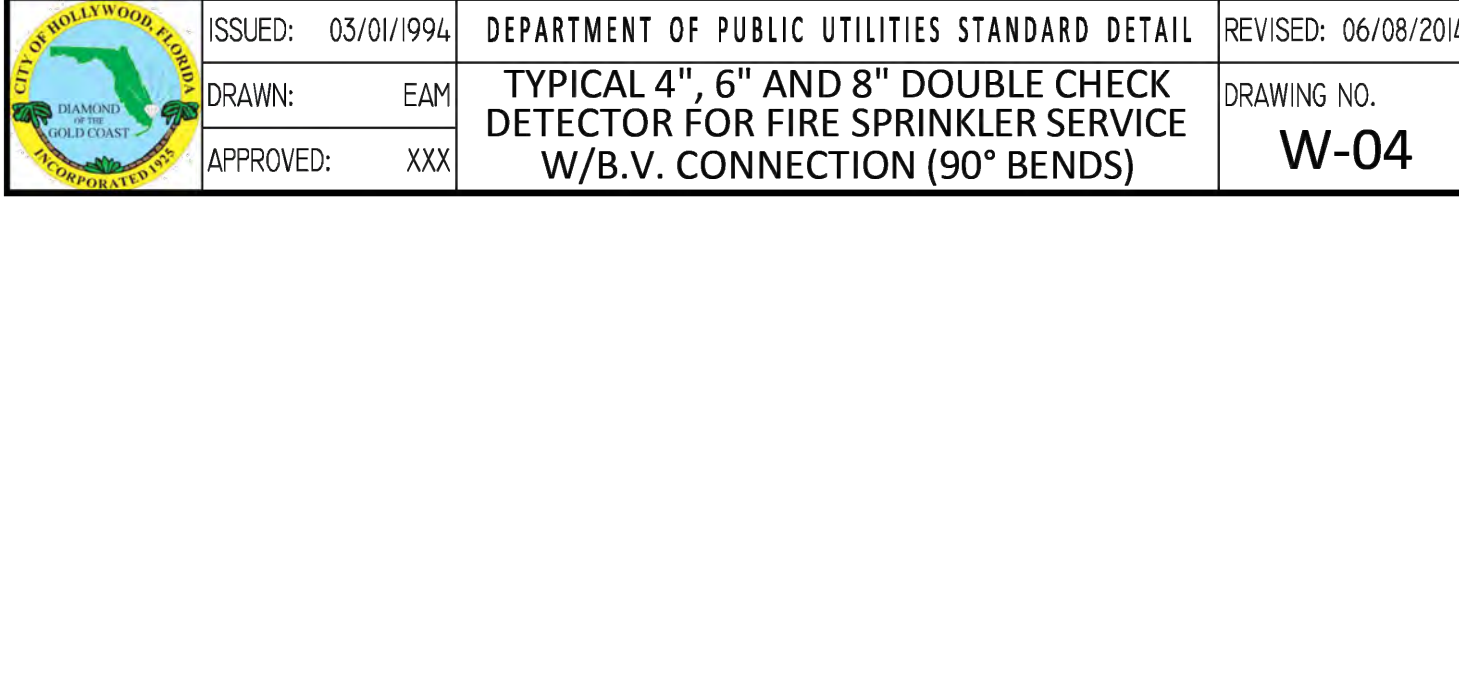 CITY OF HOLLYWOOD, FLORIDA
DIAMOND
OF THE
GOLD COAST
INCORPORATED 1925
ISSUED: 03/01/1994
DRAWN: EAM
APPROVED: XXX
DEPARTMENT OF PUBLIC UTILITIES STANDARD DETAIL
TYPICAL 4", 6" AND 8" DOUBLE CHECK
DETECTOR FOR FIRE SPRINKLER SERVICE
W/B.V. CONNECTION (90° BENDS)
REVISED: 06/08/2014
DRAWING NO.
W-04